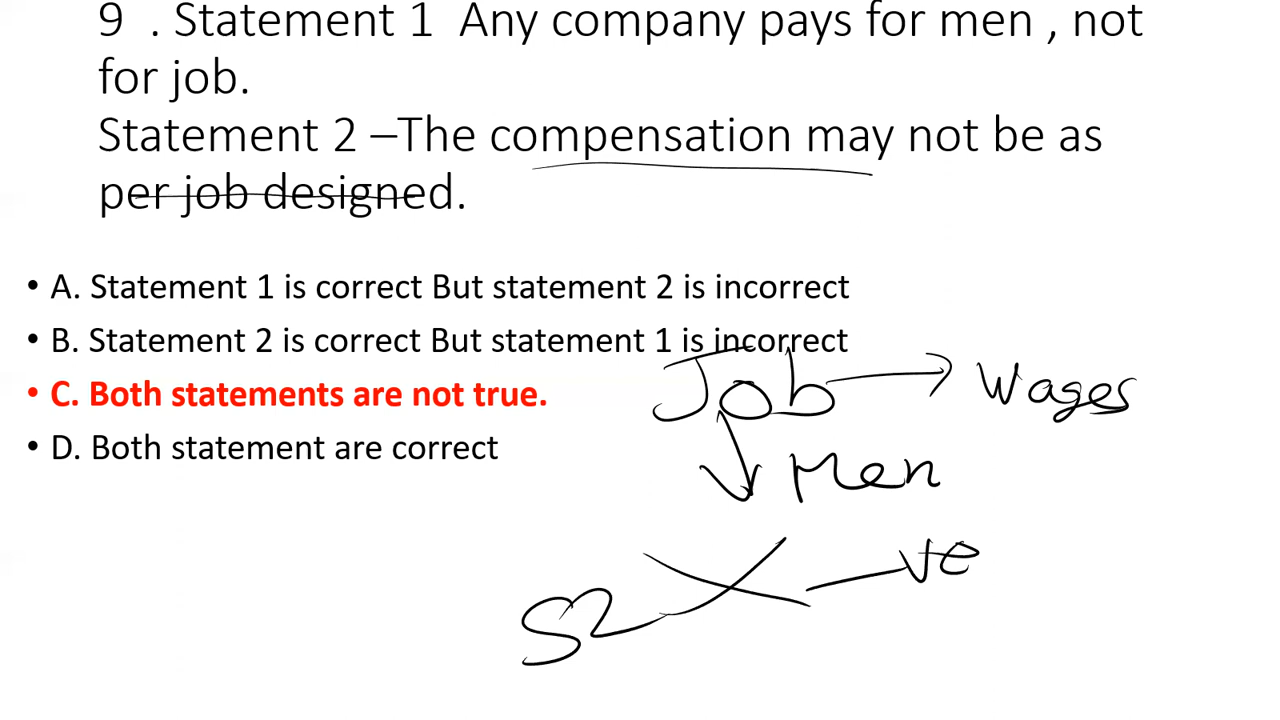 9 . Statement 1 Any company pays for men , not
for job.
Statement 2 –The compensation may not be as
per job designed.
• A. Statement 1 is correct But statement 2 is incorrect
• B. Statement 2 is correct But statement 1 is incorrect
• C. Both statements are not true.
• D. Both statement are correct
Job → Wages
Men
S2 — ve